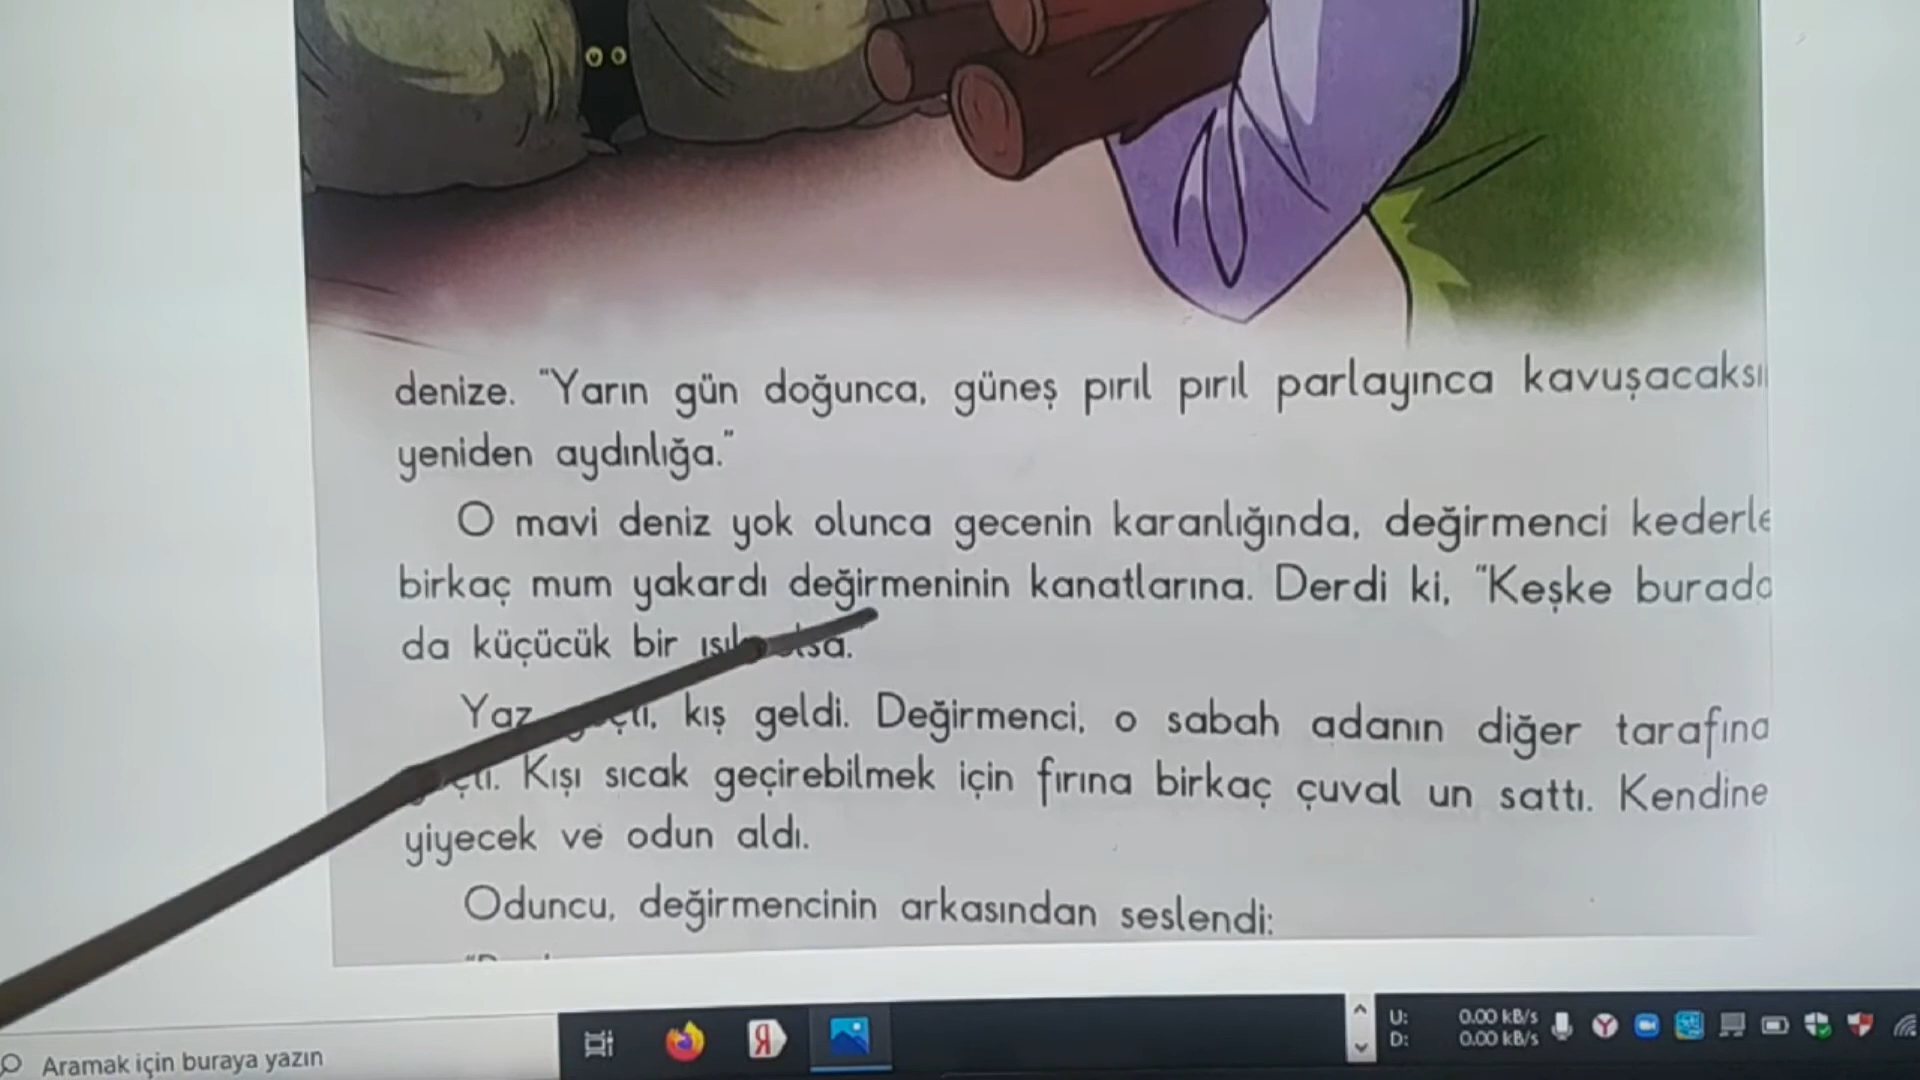 denize. "Yarın gün doğunca, güneş pırıl pırıl parlayınca
yeniden aydınlığa."
O mavi deniz yok olunca gecenin karanlığında, değirmenci
birkaç mum yakardı değirmeninin kanatlarına. Derdi ki, "Keşke
da küçücük bir
Yaz kış geldi. Değirmenci, o sabah adanın diğer tarafına
Kışı sıcak geçirebilmek için fırına birkaç çuval un sattı. Kendine
yiyecek ve odun aldı.
Oduncu, değirmencinin arkasından seslendi:
Aramak için buraya yazın
U: 0.00 kB/s
D: 0.00 kB/s